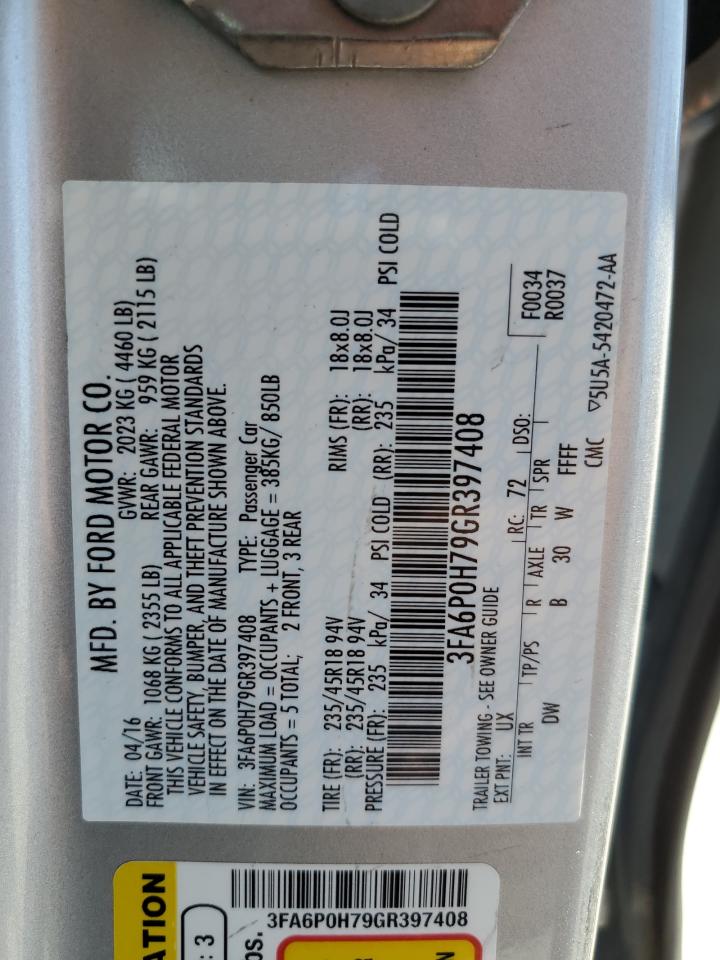 MFD. BY FORD MOTOR CO.
DATE: 04/16 GVWR: 2023 KG ( 4460 LB)
FRONT GAWR: 1068 KG ( 2355 LB) REAR GAWR: 959 KG ( 2115 LB)
THIS VEHICLE CONFORMS TO ALL APPLICABLE FEDERAL MOTOR
VEHICLE SAFETY, BUMPER, AND THEFT PREVENTION STANDARDS
IN EFFECT ON THE DATE OF MANUFACTURE SHOWN ABOVE.
VIN: 3FA6P0H79GR397408 TYPE: Passenger Car
MAXIMUM LOAD = OCCUPANTS + LUGGAGE = 385KG/ 850LB
OCCUPANTS = 5 TOTAL; 2 FRONT, 3 REAR
TIRE (FR): 235/45R18 94V RIMS (FR): 18x8.0J
(RR): 235/45R18 94V (RR): 18x8.0J
PRESSURE (FR): 235 kPa/ 34 PSI COLD (RR): 235 kPa/ 34 PSI COLD
3FA6P0H79GR397408
TRAILER TOWING - SEE OWNER GUIDE
EXT PNT: UX RC: 72 DSO: F0034
R0037
INT TR TP/PS R AXLE TR SPR
DW B 30 W FFFF
CMC ▽5U5A-5420472-AA
ATION
: 3
OS.
3FA6P0H79GR397408